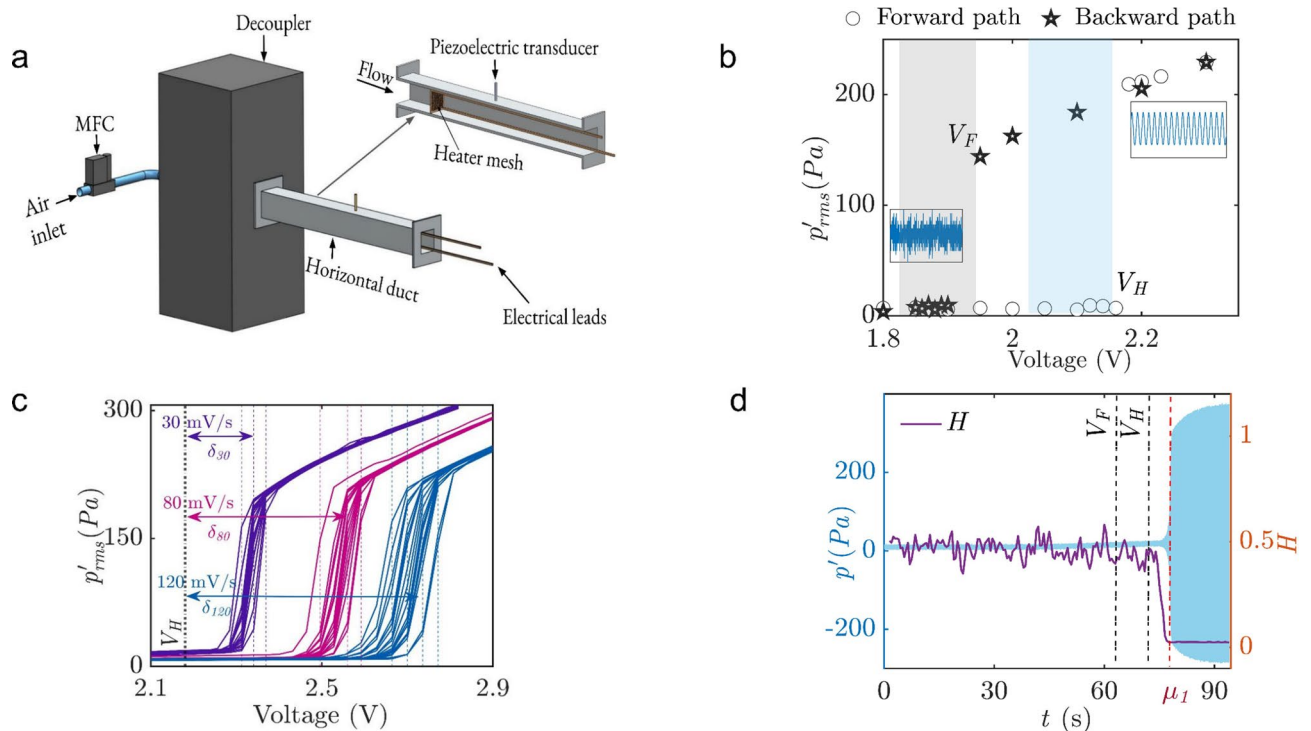 a
Decoupler
Piezoelectric transducer
Flow
MFC
Heater mesh
Air
inlet
Horizontal duct
Electrical leads
b
○ Forward path ★ Backward path
200
100
0
p'rms(Pa)
V_F
V_H
1.8 2 2.2
Voltage (V)
c
300
150
0
p'rms(Pa)
30 mV/s
δ30
80 mV/s
δ80
120 mV/s
δ120
V_H
2.1 2.5 2.9
Voltage (V)
d
H
V_F
V_H
200
0
-200
p'(Pa)
1
0.5
0
H
0 30 60 μ1 90
t (s)